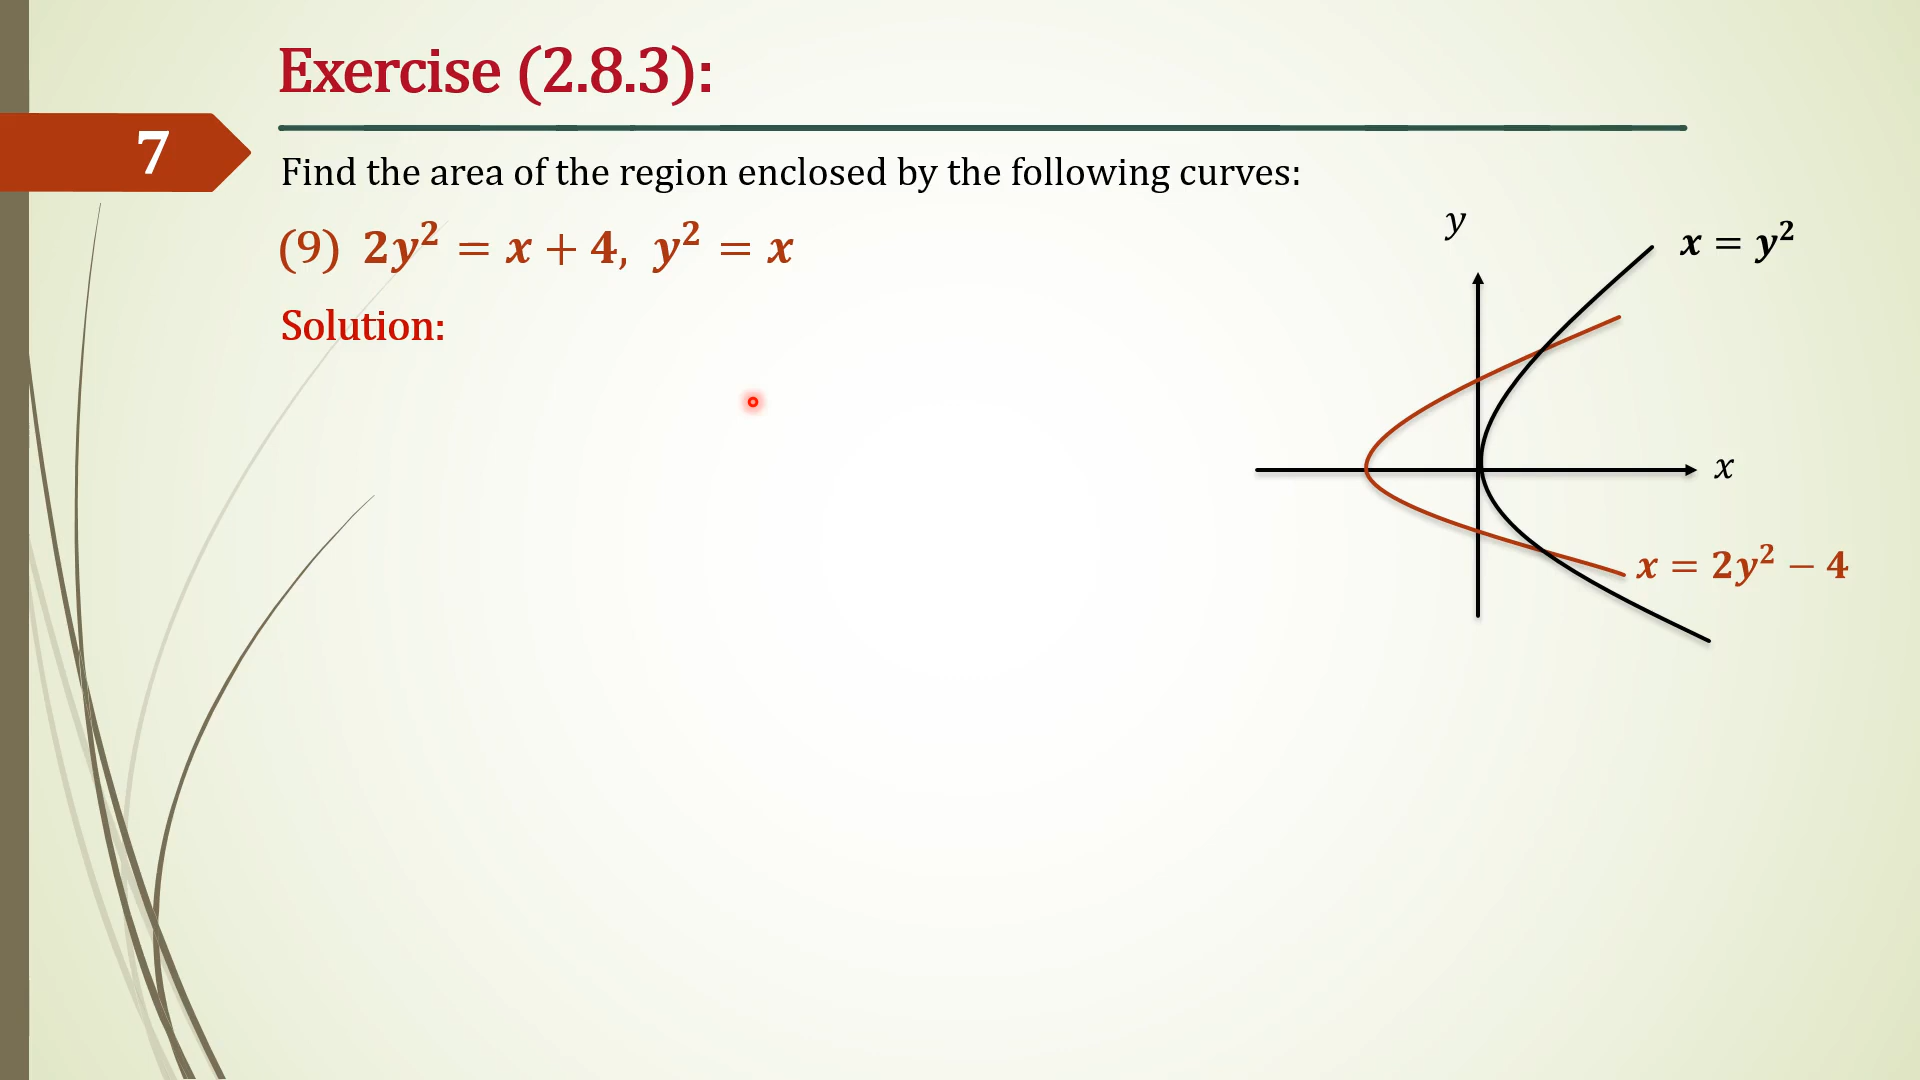 Exercise (2.8.3):
7
Find the area of the region enclosed by the following curves:
(9) 2y² = x + 4, y² = x
Solution:
y
x = y²
x
x = 2y² − 4